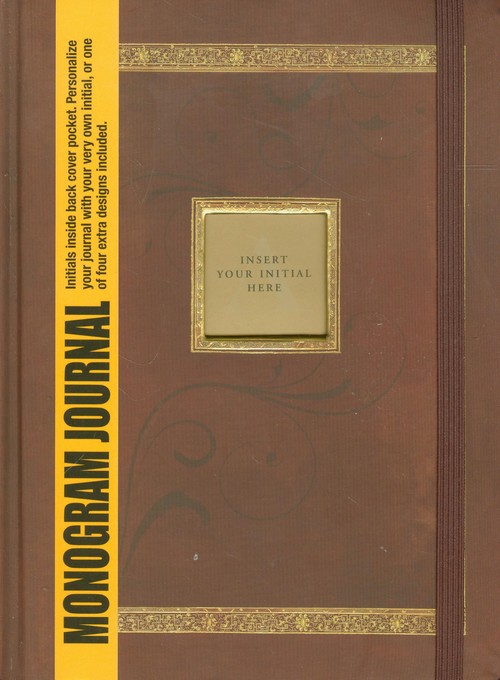 MONOGRAM JOURNAL
Initials inside back cover pocket. Personalize
your journal with your very own initial, or one
of four extra designs included.
INSERT
YOUR INITIAL
HERE